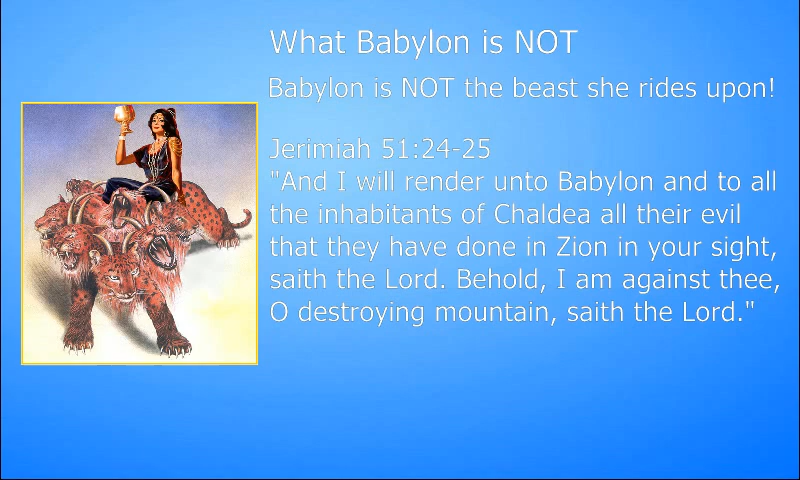 What Babylon is NOT
Babylon is NOT the beast she rides upon!
Jerimiah 51:24-25
"And I will render unto Babylon and to all
the inhabitants of Chaldea all their evil
that they have done in Zion in your sight,
saith the Lord. Behold, I am against thee,
O destroying mountain, saith the Lord."